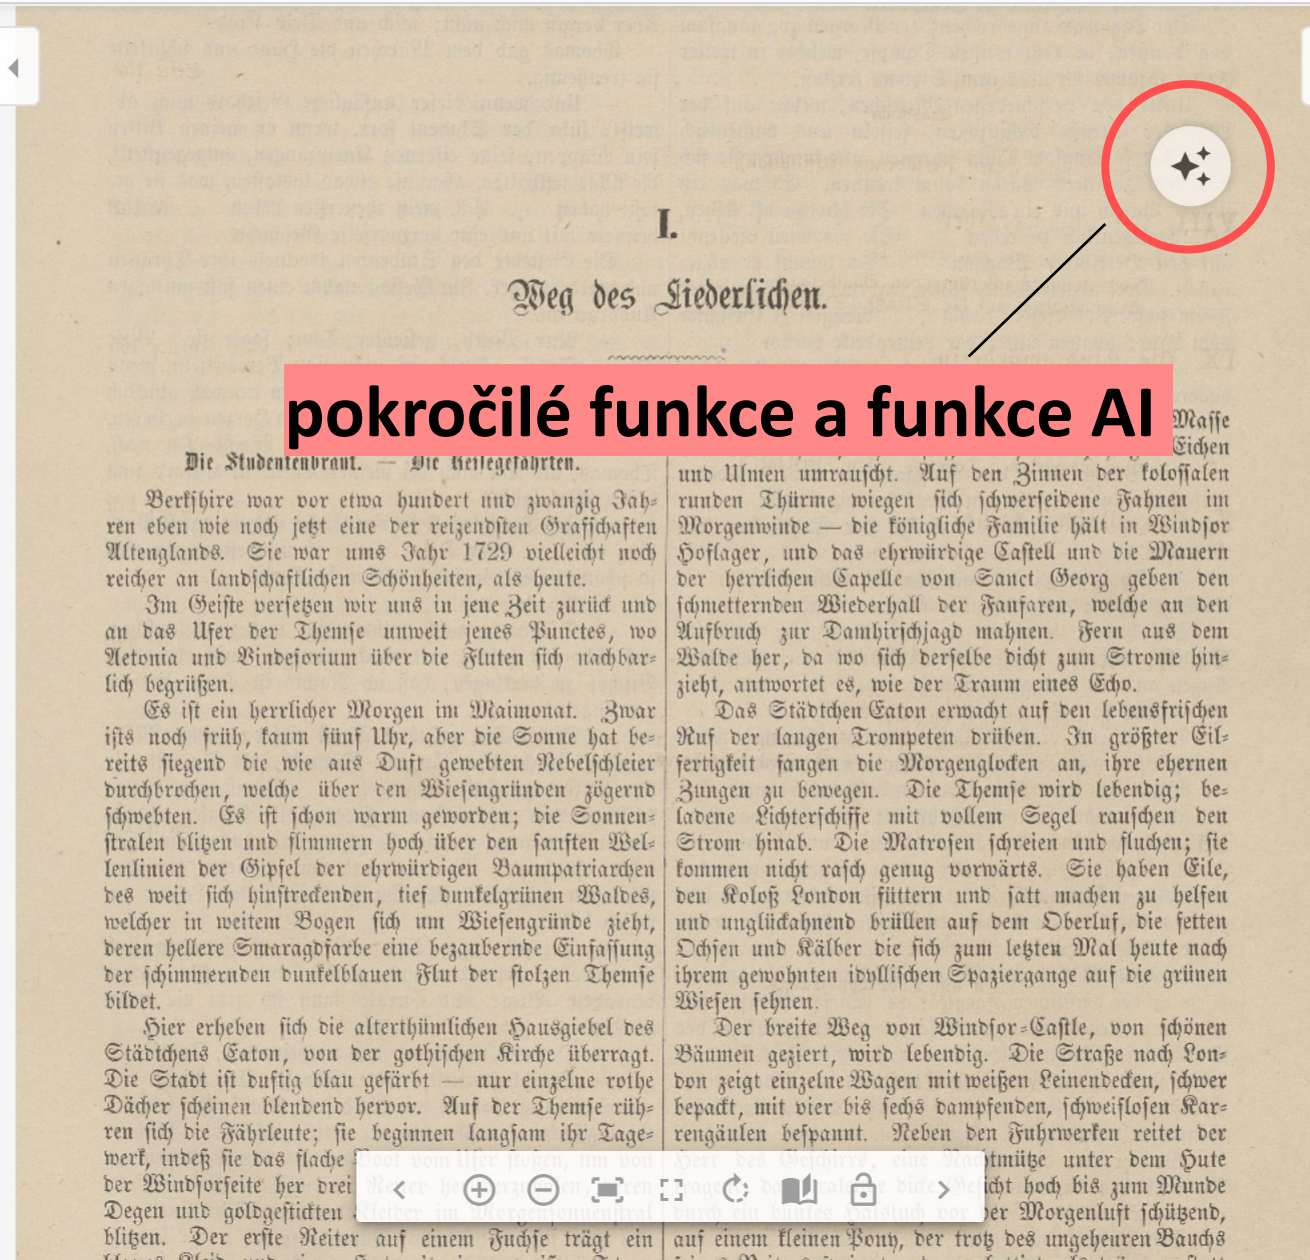 I.
Weg des Liederlichen.
pokročilé funkce a funkce AI
Die Studentenbraut. — Die Reisegefährten.
Berkshire war vor etwa hundert und zwanzig Jah-
ren eben wie noch jetzt eine der reizendsten Grafschaften
Altenglands. Sie war ums Jahr 1729 vielleicht noch
reicher an landschaftlichen Schönheiten, als heute.
Im Geiste versetzen wir uns in jene Zeit zurück und
an das Ufer der Themse unweit jenes Punctes, wo
Aetonia und Vindesorium über die Fluten sich nachbar-
lich begrüßen.
Es ist ein herrlicher Morgen im Maimonat. Zwar
ists noch früh, kaum fünf Uhr, aber die Sonne hat be-
reits siegend die wie aus Duft gewebten Nebelschleier
durchbrochen, welche über den Wiesengründen zögernd
schwebten. Es ist schon warm geworden; die Sonnen-
stralen blitzen und flimmern hoch über den sanften Wel-
lenlinien der Gipfel der ehrwürdigen Baumpatriarchen
des weit sich hinstreckenden, tief dunkelgrünen Waldes,
welcher in weitem Bogen sich um Wiesengründe zieht,
deren hellere Smaragdfarbe eine bezaubernde Einfassung
der schimmernden dunkelblauen Flut der stolzen Themse
bildet.
Hier erheben sich die alterthümlichen Hausgiebel des
Städtchens Eaton, von der gothischen Kirche überragt.
Die Stadt ist duftig blau gefärbt — nur einzelne rothe
Dächer scheinen blendend hervor. Auf der Themse rüh-
ren sich die Fährleute; sie beginnen langsam ihr Tage-
werk, indeß sie das flache Boot vom Ufer stoßen, um von
der Windsorseite her drei
Degen und goldgestickten Kleider im Morgensonnenstral
blitzen. Der erste Reiter auf einem Fuchse trägt ein
Masse
Eichen
und Ulmen umrauscht. Auf den Zinnen der kolossalen
runden Thürme wiegen sich schwerseidene Fahnen im
Morgenwinde — die königliche Familie hält in Windsor
Hoflager, und das ehrwürdige Castell und die Mauern
der herrlichen Capelle von Sanct Georg geben den
schmetternden Wiederhall der Fanfaren, welche an den
Aufbruch zur Damhirschjagd mahnen. Fern aus dem
Walde her, da wo sich derselbe dicht zum Strome hin-
zieht, antwortet es, wie der Traum eines Echo.
Das Städtchen Eaton erwacht auf den lebensfrischen
Ruf der langen Trompeten drüben. In größter Eil-
fertigkeit fangen die Morgenglocken an, ihre ehernen
Zungen zu bewegen. Die Themse wird lebendig; be-
ladene Lichterschiffe mit vollem Segel rauschen den
Strom hinab. Die Matrosen schreien und fluchen; sie
kommen nicht rasch genug vorwärts. Sie haben Eile,
den Koloß London füttern und satt machen zu helfen
und unglückahnend brüllen auf dem Oberluf, die fetten
Ochsen und Kälber die sich zum letzten Mal heute nach
ihrem gewohnten idyllischen Spaziergange auf die grünen
Wiesen sehnen.
Der breite Weg von Windsor-Castle, von schönen
Bäumen geziert, wird lebendig. Die Straße nach Lon-
don zeigt einzelne Wagen mit weißen Leinendecken, schwer
bepackt, mit vier bis sechs dampfenden, schweiflosen Kar-
rengäulen bespannt. Neben den Fuhrwerken reitet der
Herr des Geschirrs, eine Nachtmütze unter dem Hute
Gesicht hoch bis zum Munde
durch ein buntes Halstuch vor der Morgenluft schützend,
auf einem kleinen Pony, der trotz des ungeheuren Bauchs